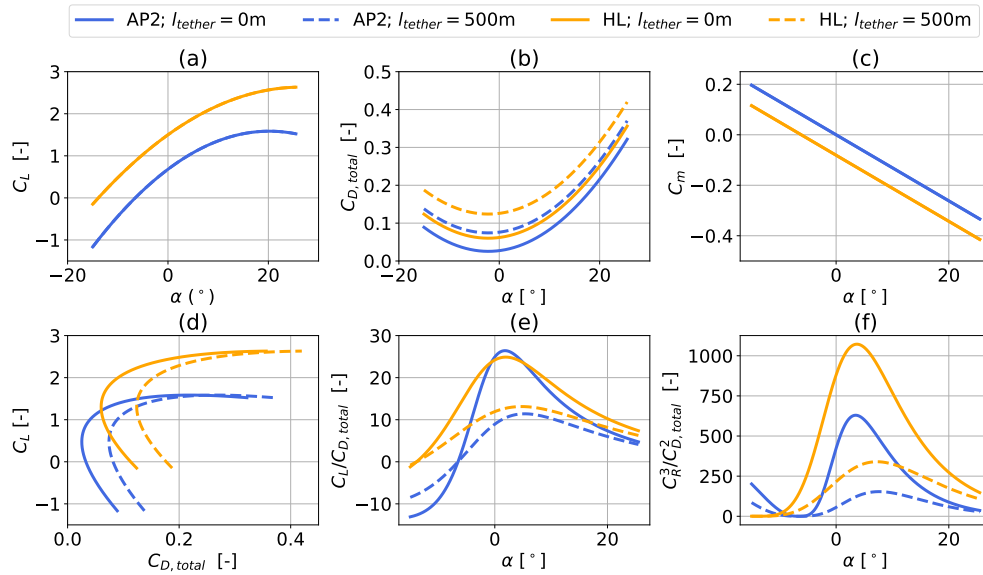 AP2; l_tether = 0m AP2; l_tether = 500m HL; l_tether = 0m HL; l_tether = 500m
(a) (b) (c)
C_L [-]
3
2
1
0
−1
−20 0 20
α (°)
C_D,total [-]
0.5
0.4
0.3
0.2
0.1
0.0
−20 0 20
α [°]
C_m [-]
0.2
0.0
−0.2
−0.4
0 20
α [°]
(d) (e) (f)
C_L [-]
3
2
1
0
−1
0.0 0.2 0.4
C_D,total [-]
C_L/C_D,total [-]
30
20
10
0
−10
0 20
α [°]
C_R^3/C_D,total^2 [-]
1000
750
500
250
0
0 20
α [°]